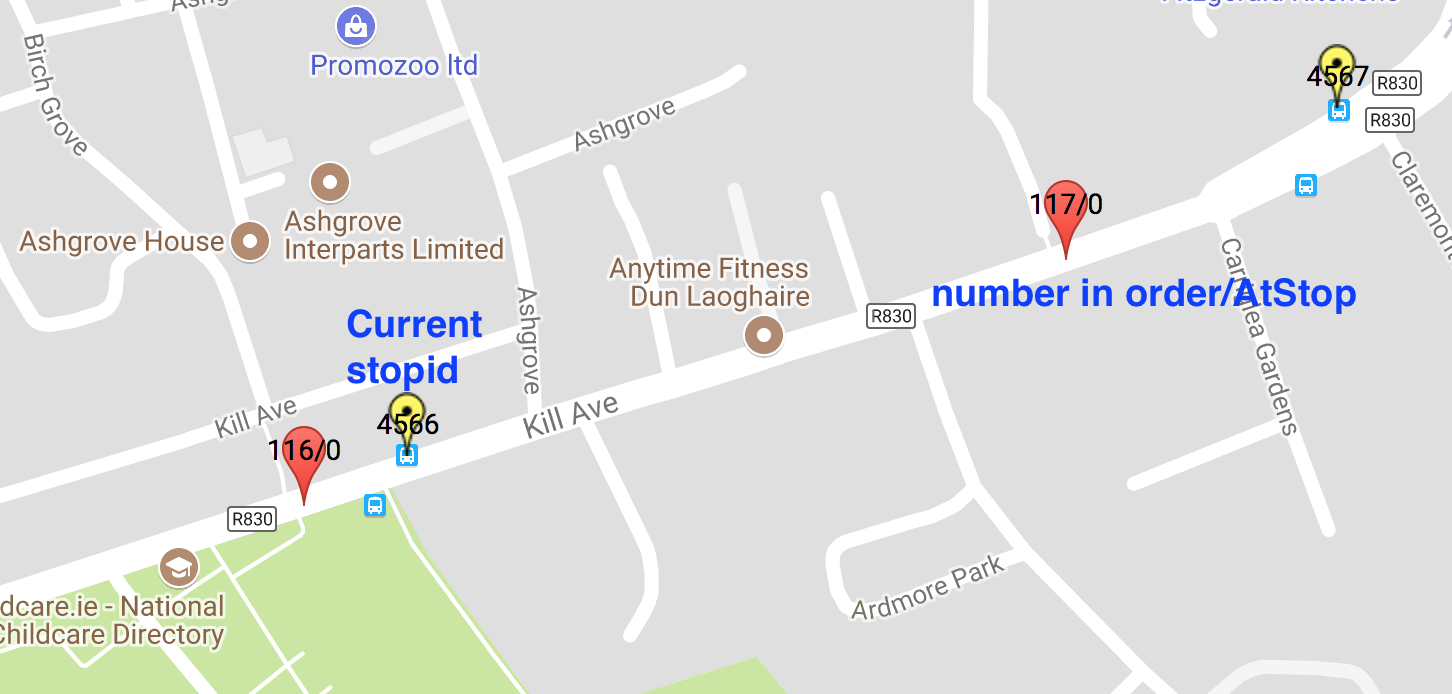 Birch Grove
Promozoo ltd
Ashgrove
4567
R830
R830
Claremont
Ashgrove House
Ashgrove
Interparts Limited
117/0
Anytime Fitness
Dun Laoghaire
number in order/AtStop
R830
Carriglea Gardens
Ashgrove
Current
stopid
Kill Ave
4566
Kill Ave
116/0
R830
dcare.ie - National
Childcare Directory
Ardmore Park